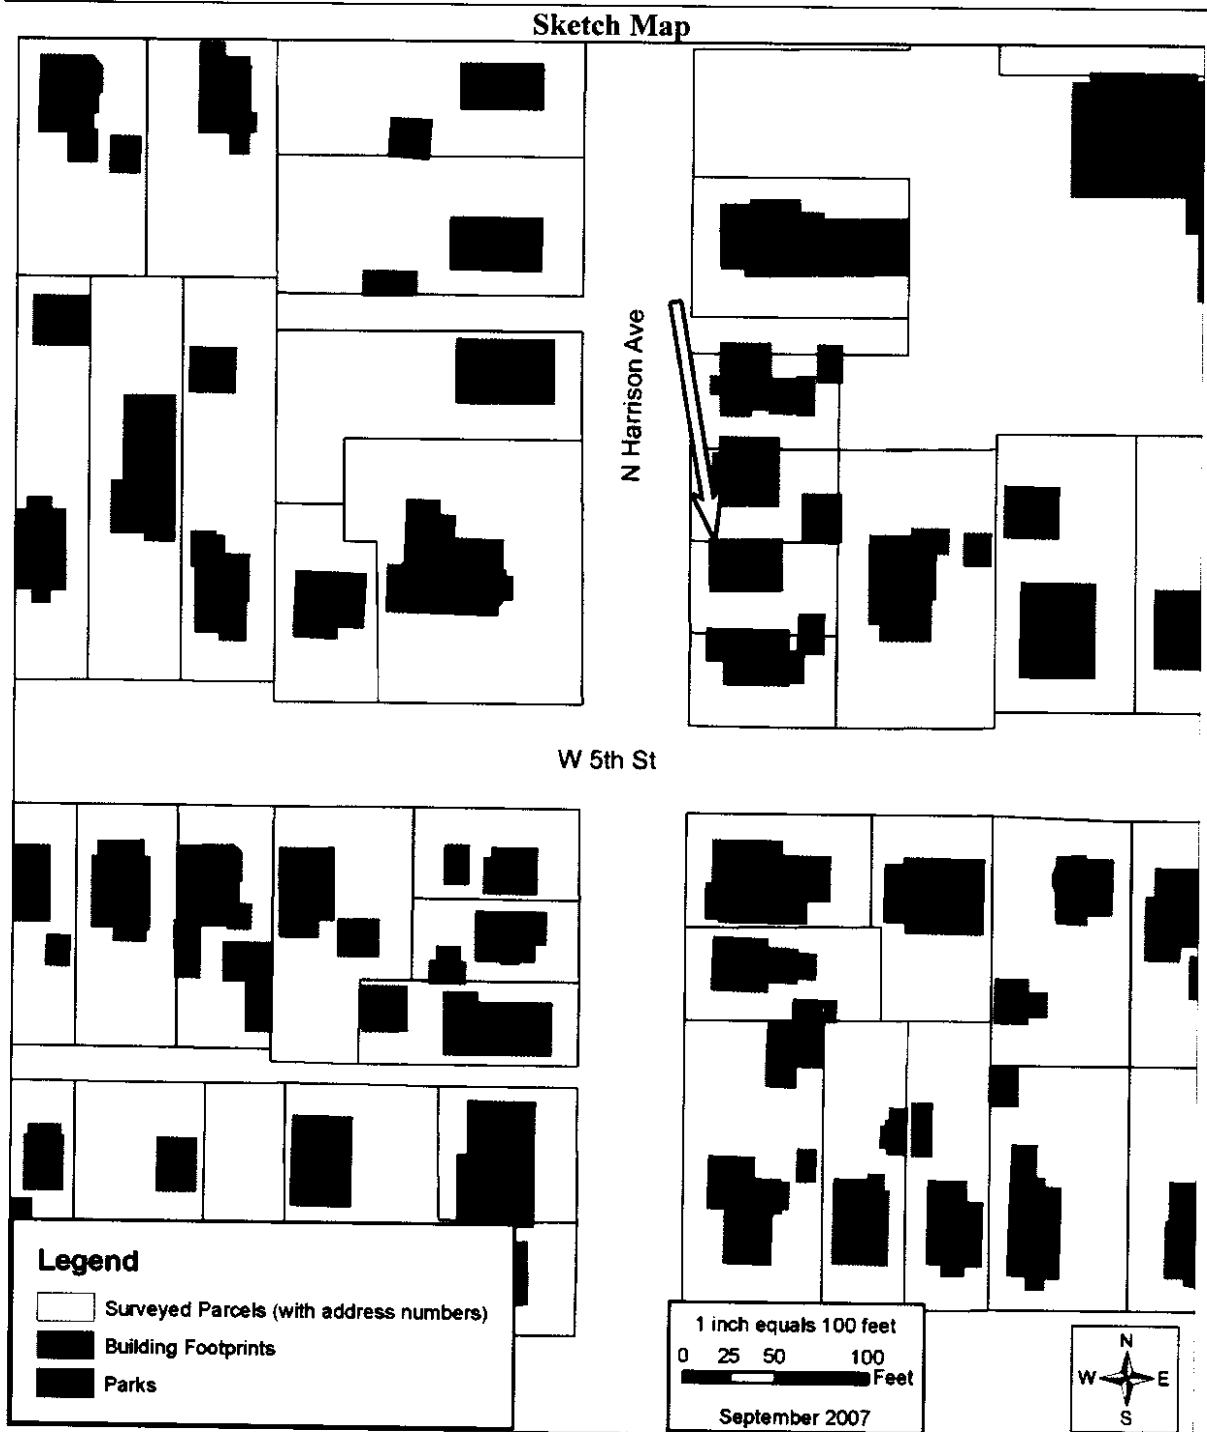 Sketch Map
N Harrison Ave
W 5th St
Legend
Surveyed Parcels (with address numbers)
Building Footprints
Parks
1 inch equals 100 feet
0 25 50 100
Feet
September 2007
N
W E
S